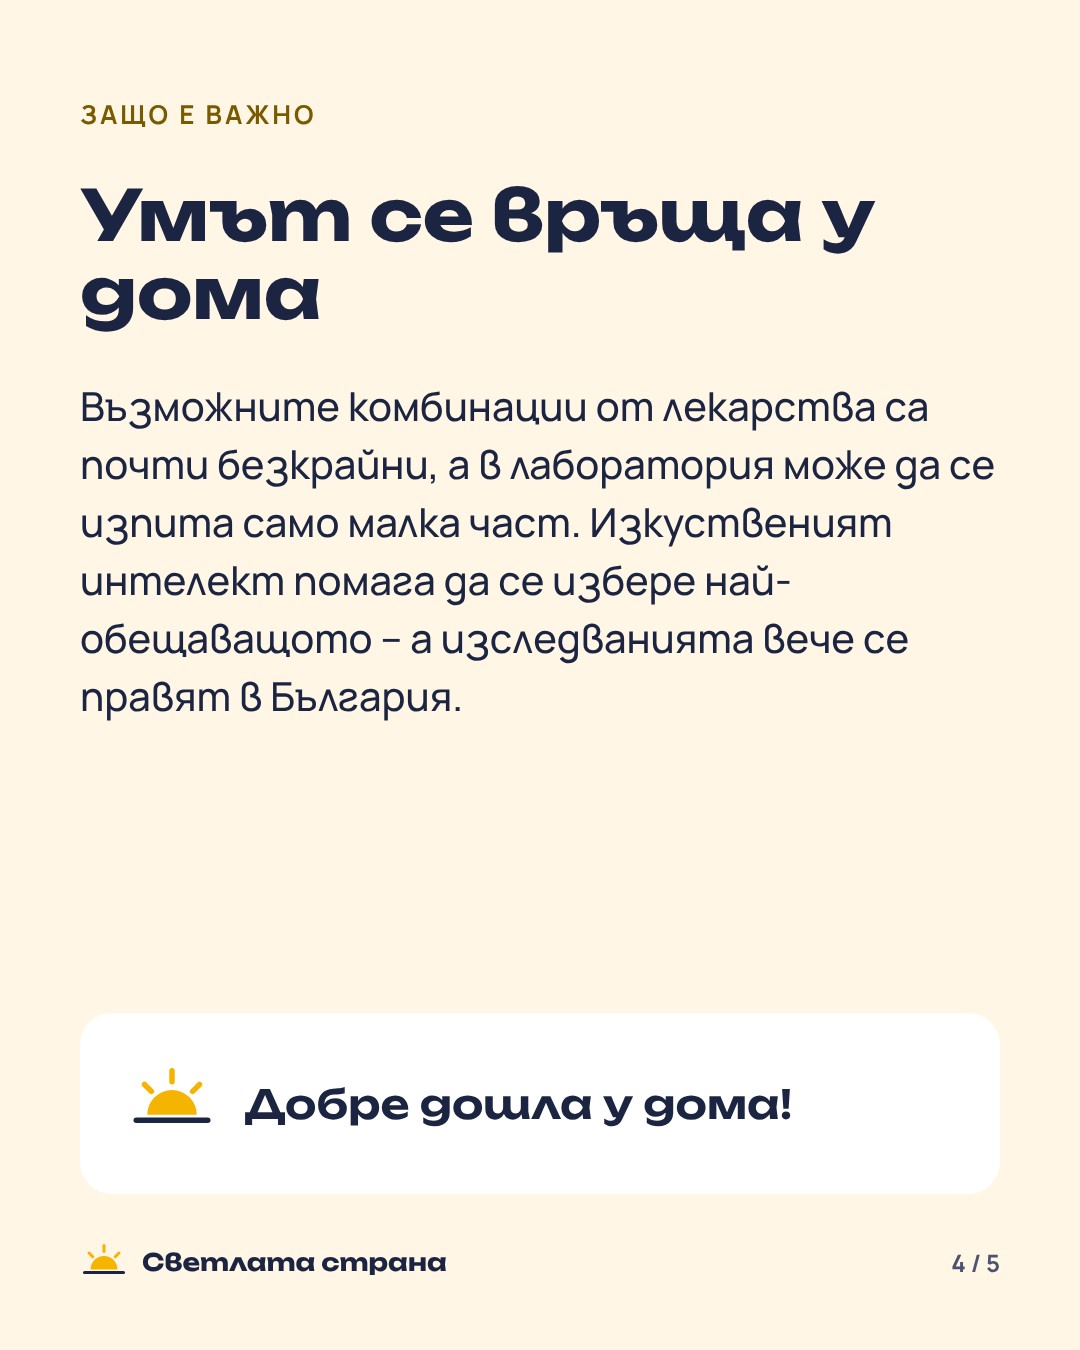 ЗАЩО Е ВАЖНО
Умът се връща у
дома
Възможните комбинации от лекарства са
почти безкрайни, а в лаборатория може да се
изпита само малка част. Изкуственият
интелект помага да се избере най-
обещаващото – а изследванията вече се
правят в България.
Добре дошла у дома!
Светлата страна
4 / 5